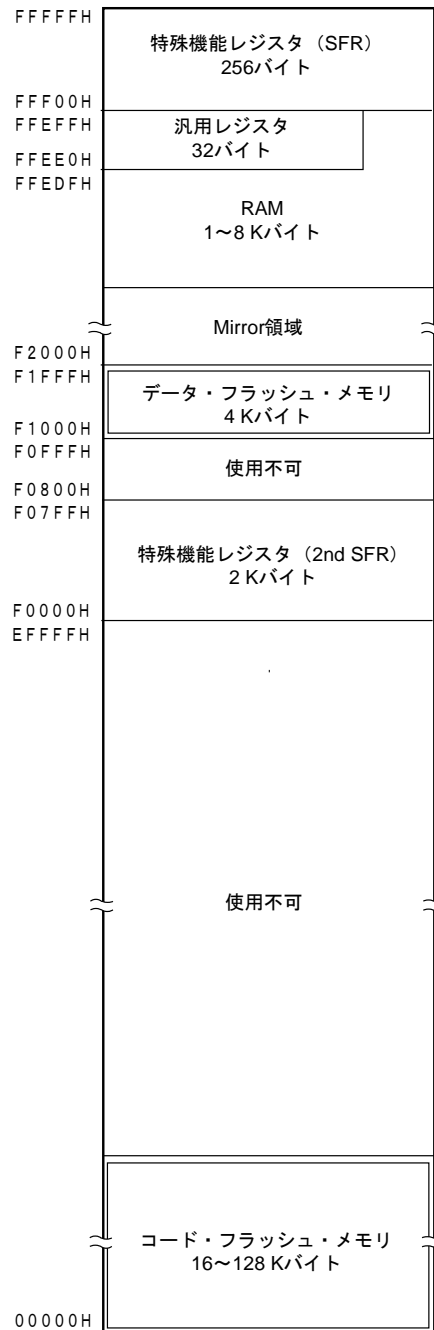 FFFFFH
特殊機能レジスタ（SFR）
256バイト
FFF00H
FFEFFH
汎用レジスタ
32バイト
FFEE0H
FFEDFH
RAM
1～8 Kバイト
Mirror領域
F2000H
F1FFFH
データ・フラッシュ・メモリ
4 Kバイト
F1000H
F0FFFH
使用不可
F0800H
F07FFH
特殊機能レジスタ（2nd SFR）
2 Kバイト
F0000H
EFFFFH
使用不可
コード・フラッシュ・メモリ
16～128 Kバイト
00000H